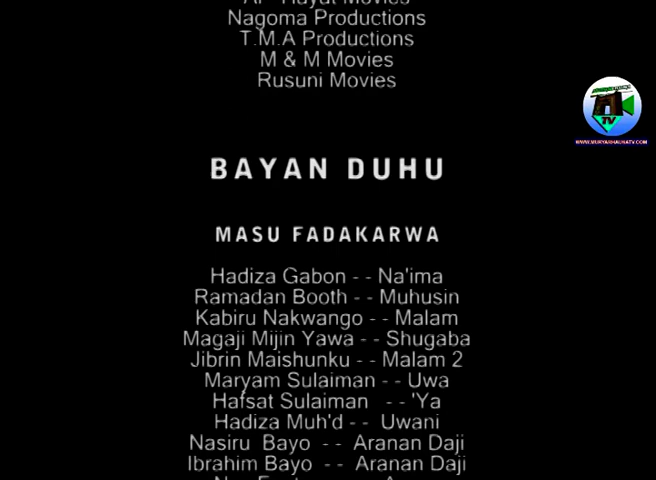 Nagoma Productions
T.M.A Productions
M & M Movies
Rusuni Movies
BAYAN DUHU
MASU FADAKARWA
Hadiza Gabon - - Na'ima
Ramadan Booth - - Muhusin
Kabiru Nakwango - - Malam
Magaji Mijin Yawa - - Shugaba
Jibrin Maishunku - - Malam 2
Maryam Sulaiman - - Uwa
Hafsat Sulaiman - - 'Ya
Hadiza Muh'd - - Uwani
Nasiru Bayo - - Aranan Daji
Ibrahim Bayo - - Aranan Daji
TV